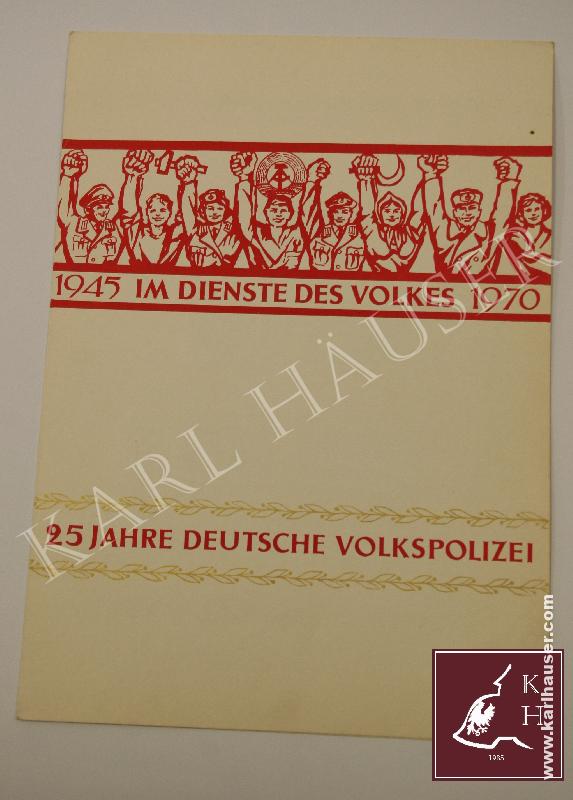 1945 IM DIENSTE DES VOLKES 1970
25 JAHRE DEUTSCHE VOLKSPOLIZEI
KARL HÄUSER
K
H
1985
www.karlhauser.com